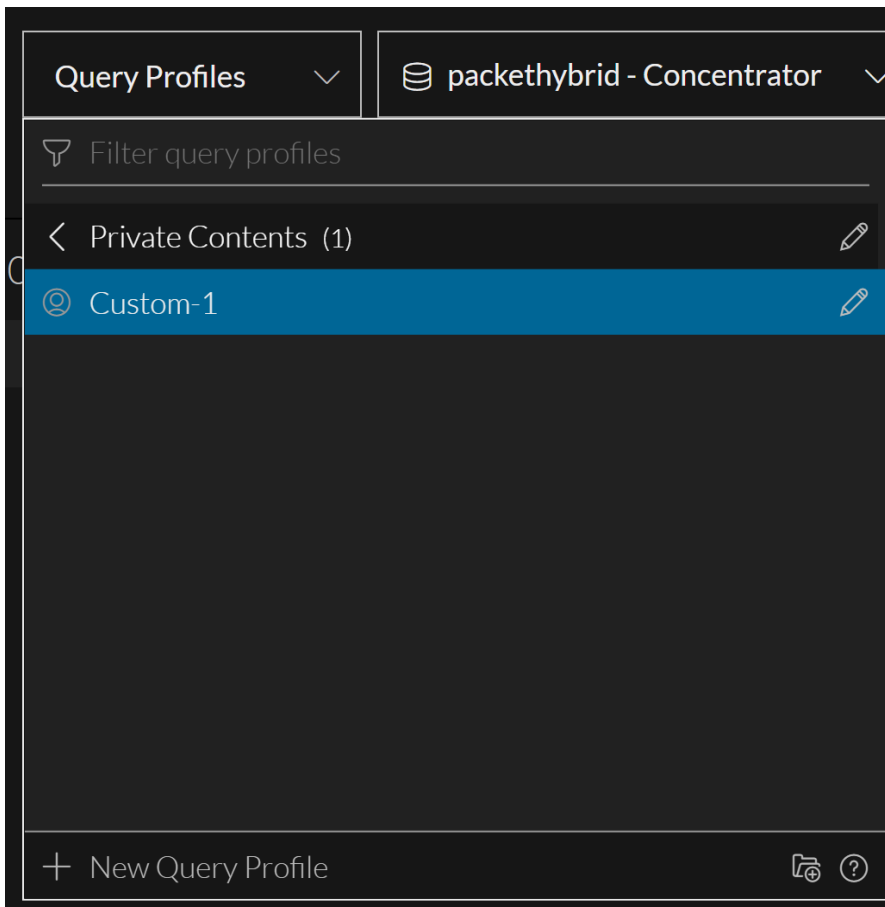 Query Profiles
packethybrid - Concentrator
Filter query profiles
Private Contents (1)
Custom-1
New Query Profile